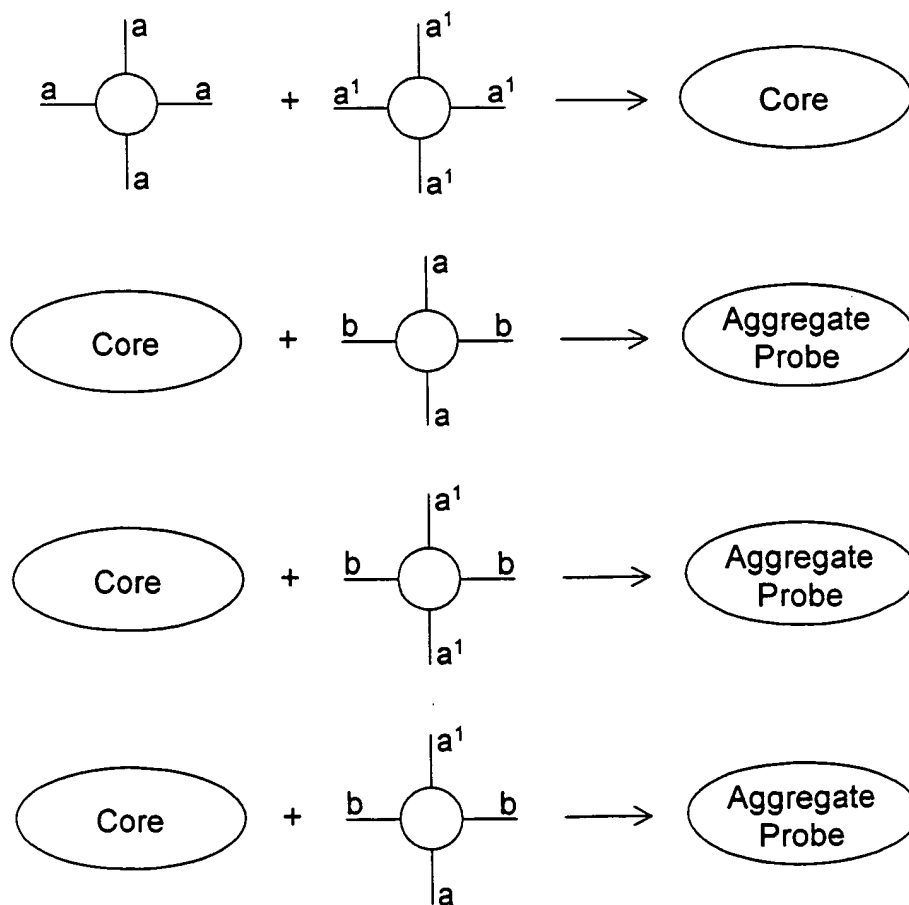 a a¹
a a + a¹ a¹ → Core
a a¹
a
Core + b b → Aggregate
Probe
a
a¹
Core + b b → Aggregate
Probe
a¹
a¹
Core + b b → Aggregate
Probe
a